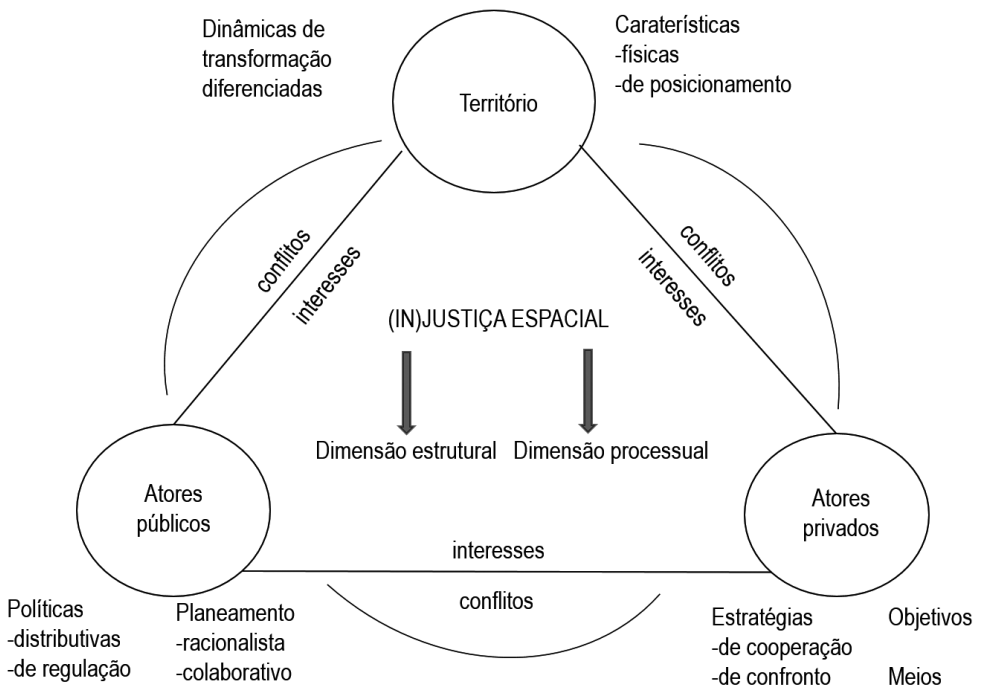 Dinâmicas de
transformação
diferenciadas
Território
Caraterísticas
-físicas
-de posicionamento
conflitos
interesses
conflitos
interesses
(IN)JUSTIÇA ESPACIAL
Dimensão estrutural
Dimensão processual
Atores
públicos
Atores
privados
interesses
conflitos
Políticas
-distributivas
-de regulação
Planeamento
-racionalista
-colaborativo
Estratégias
-de cooperação
-de confronto
Objetivos
Meios